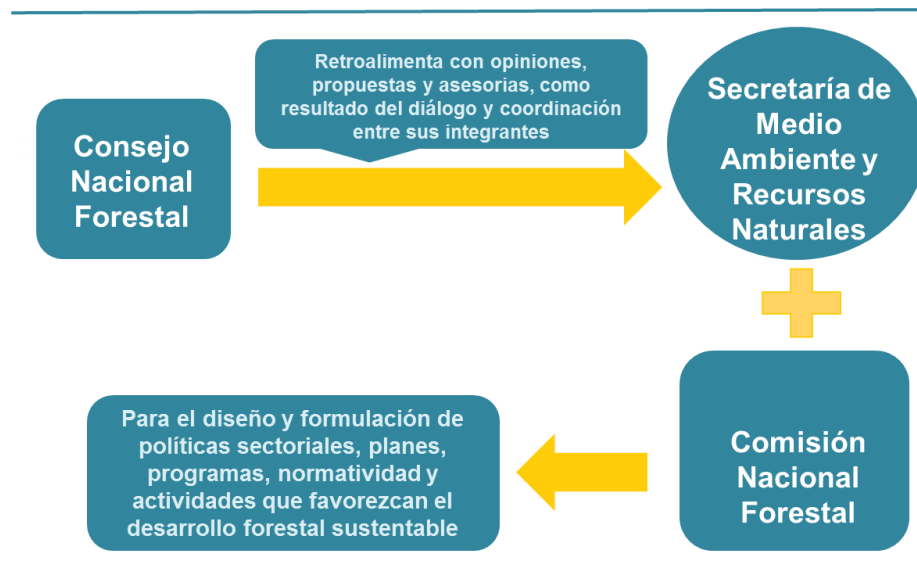 Retroalimenta con opiniones,
propuestas y asesorias, como
resultado del diálogo y coordinación
entre sus integrantes
Consejo
Nacional
Forestal
Secretaría de
Medio
Ambiente y
Recursos
Naturales
Para el diseño y formulación de
políticas sectoriales, planes,
programas, normatividad y
actividades que favorezcan el
desarrollo forestal sustentable
Comisión
Nacional
Forestal